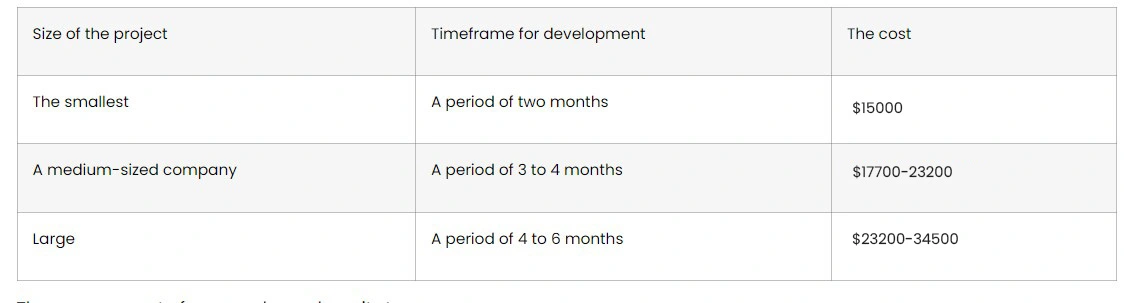 Size of the project
Timeframe for development
The cost
The smallest
A period of two months
$15000
A medium-sized company
A period of 3 to 4 months
$17700-23200
Large
A period of 4 to 6 months
$23200-34500